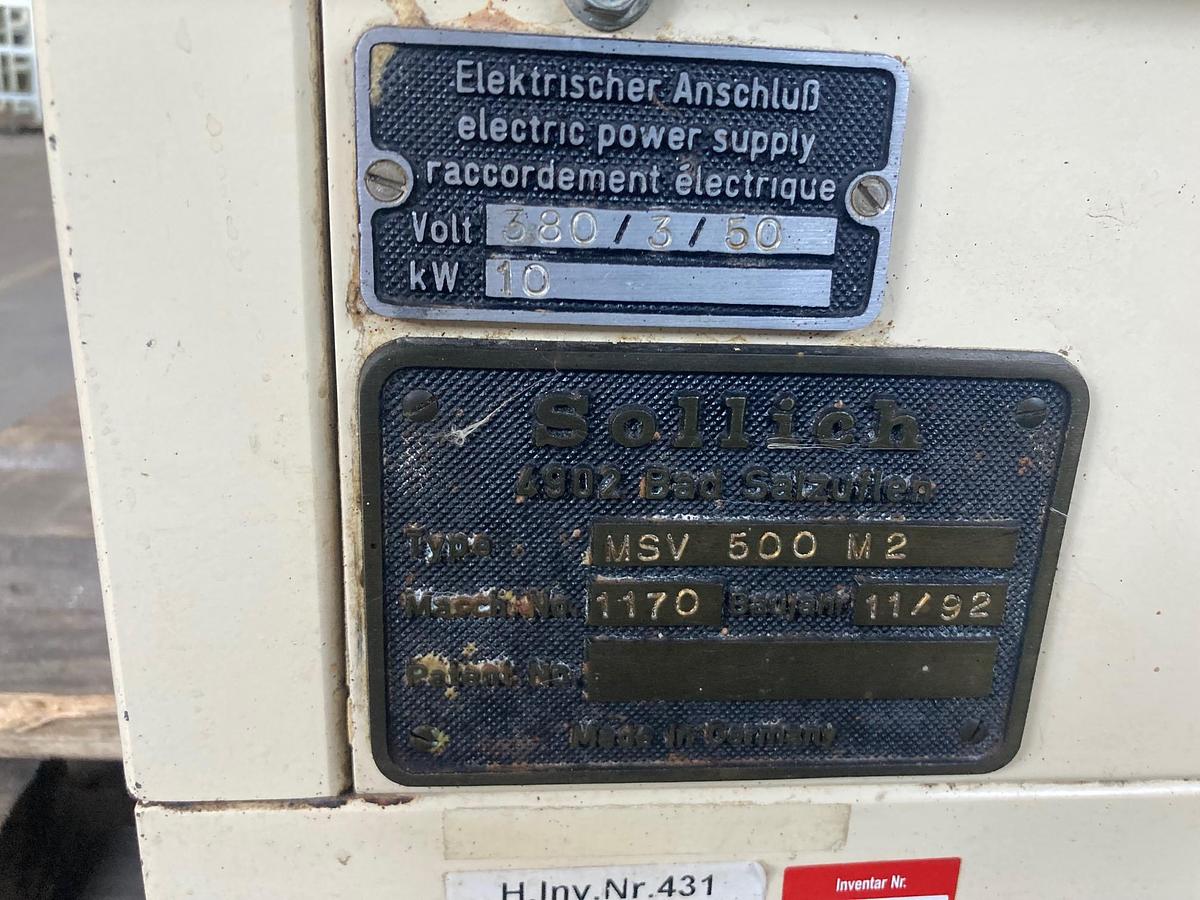 Elektrischer Anschluß
electric power supply
raccordement électrique
Volt 380/3/50
kW 10
Sollich
4902 Bad Salzuflen
Type MSV 500 M2
Masch. No. 1170 Baujahr 11/92
Patent No.
Made in Germany
H.Inv.Nr.431
Inventar Nr.